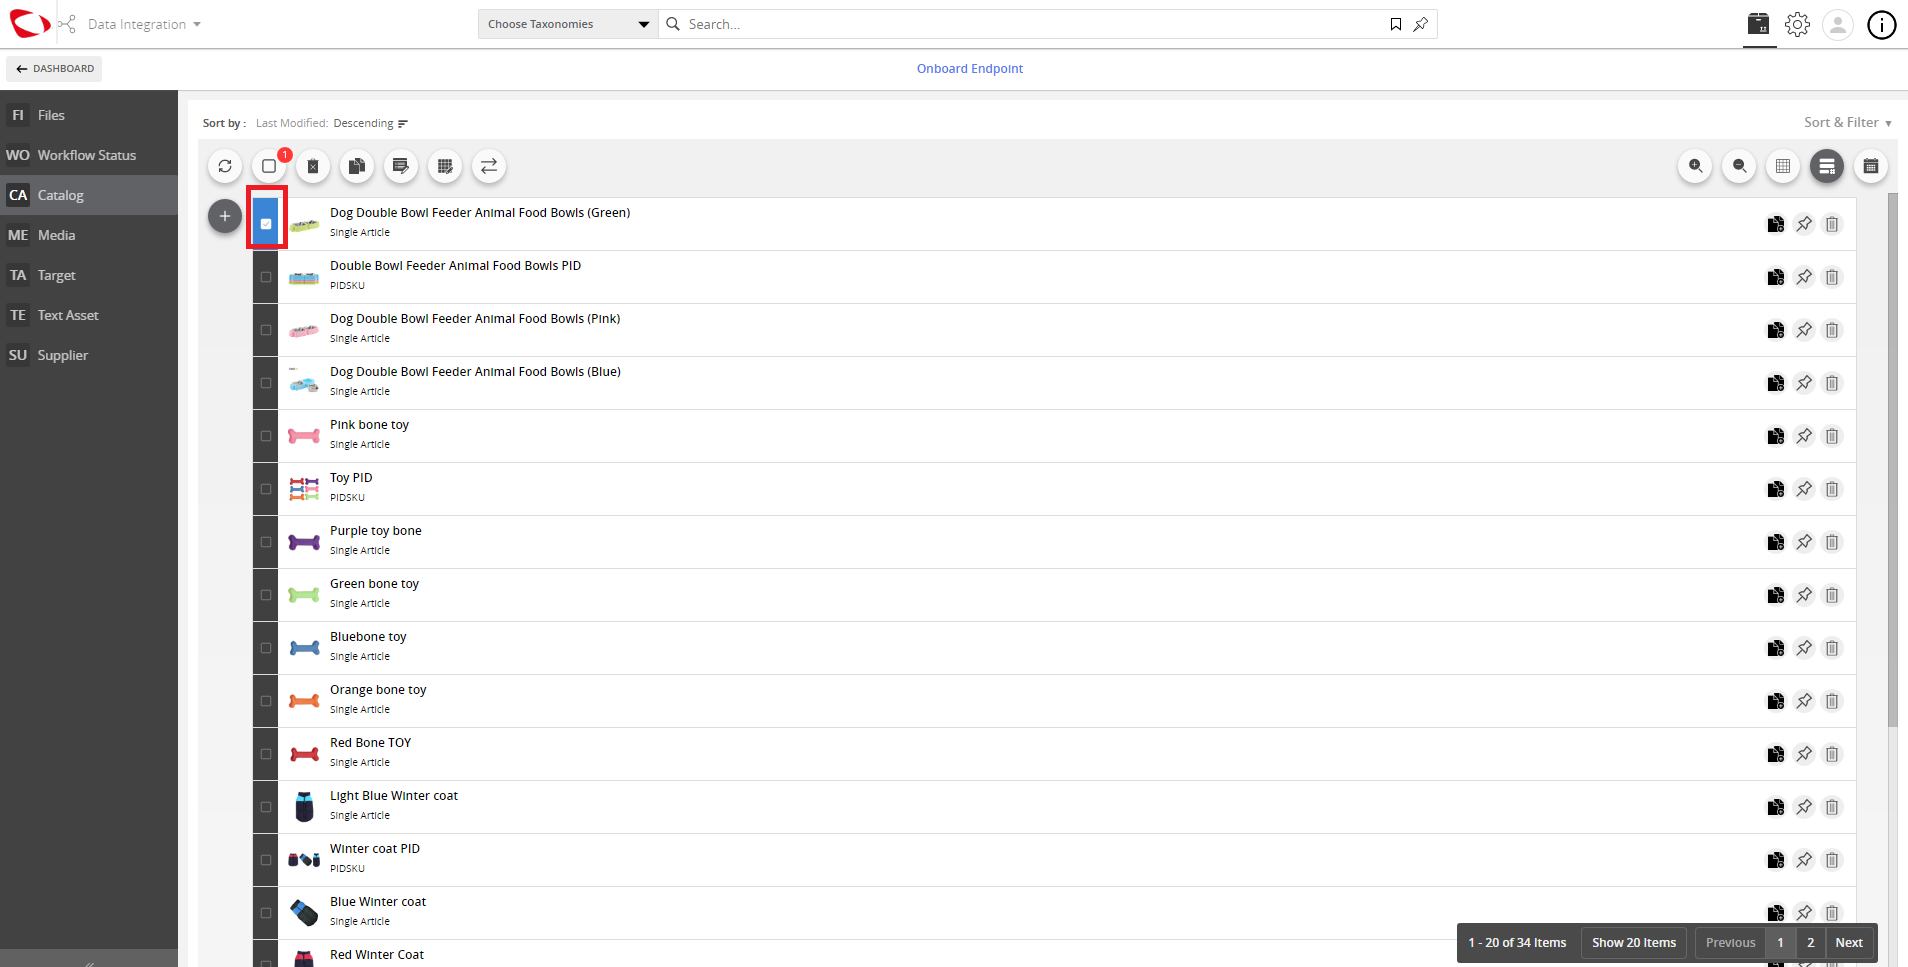 Data Integration
Choose Taxonomies
Search...
DASHBOARD
Onboard Endpoint
FI Files
WO Workflow Status
CA Catalog
ME Media
TA Target
TE Text Asset
SU Supplier
Sort by : Last Modified: Descending
Sort & Filter
1
Dog Double Bowl Feeder Animal Food Bowls (Green)
Single Article
Double Bowl Feeder Animal Food Bowls PID
PIDSKU
Dog Double Bowl Feeder Animal Food Bowls (Pink)
Single Article
Dog Double Bowl Feeder Animal Food Bowls (Blue)
Single Article
Pink bone toy
Single Article
Toy PID
PIDSKU
Purple toy bone
Single Article
Green bone toy
Single Article
Bluebone toy
Single Article
Orange bone toy
Single Article
Red Bone TOY
Single Article
Light Blue Winter coat
Single Article
Winter coat PID
PIDSKU
Blue Winter coat
Single Article
Red Winter Coat
1 - 20 of 34 Items Show 20 Items Previous 1 2 Next